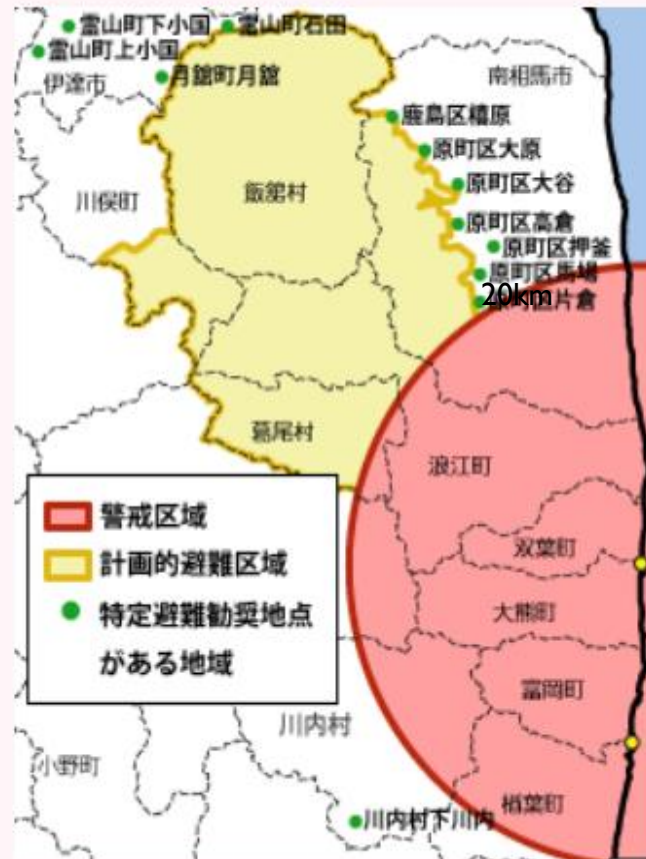 霊山町下小国
霊山町石田
霊山町上小国
月舘町月舘
伊達市
南相馬市
鹿島区橲原
原町区大原
原町区大谷
川俣町
飯舘村
原町区高倉
原町区押釜
原町区馬場
20km
原町区片倉
葛尾村
浪江町
警戒区域
双葉町
計画的避難区域
大熊町
特定避難勧奨地点
がある地域
富岡町
川内村
小野町
楢葉町
川内村下川内